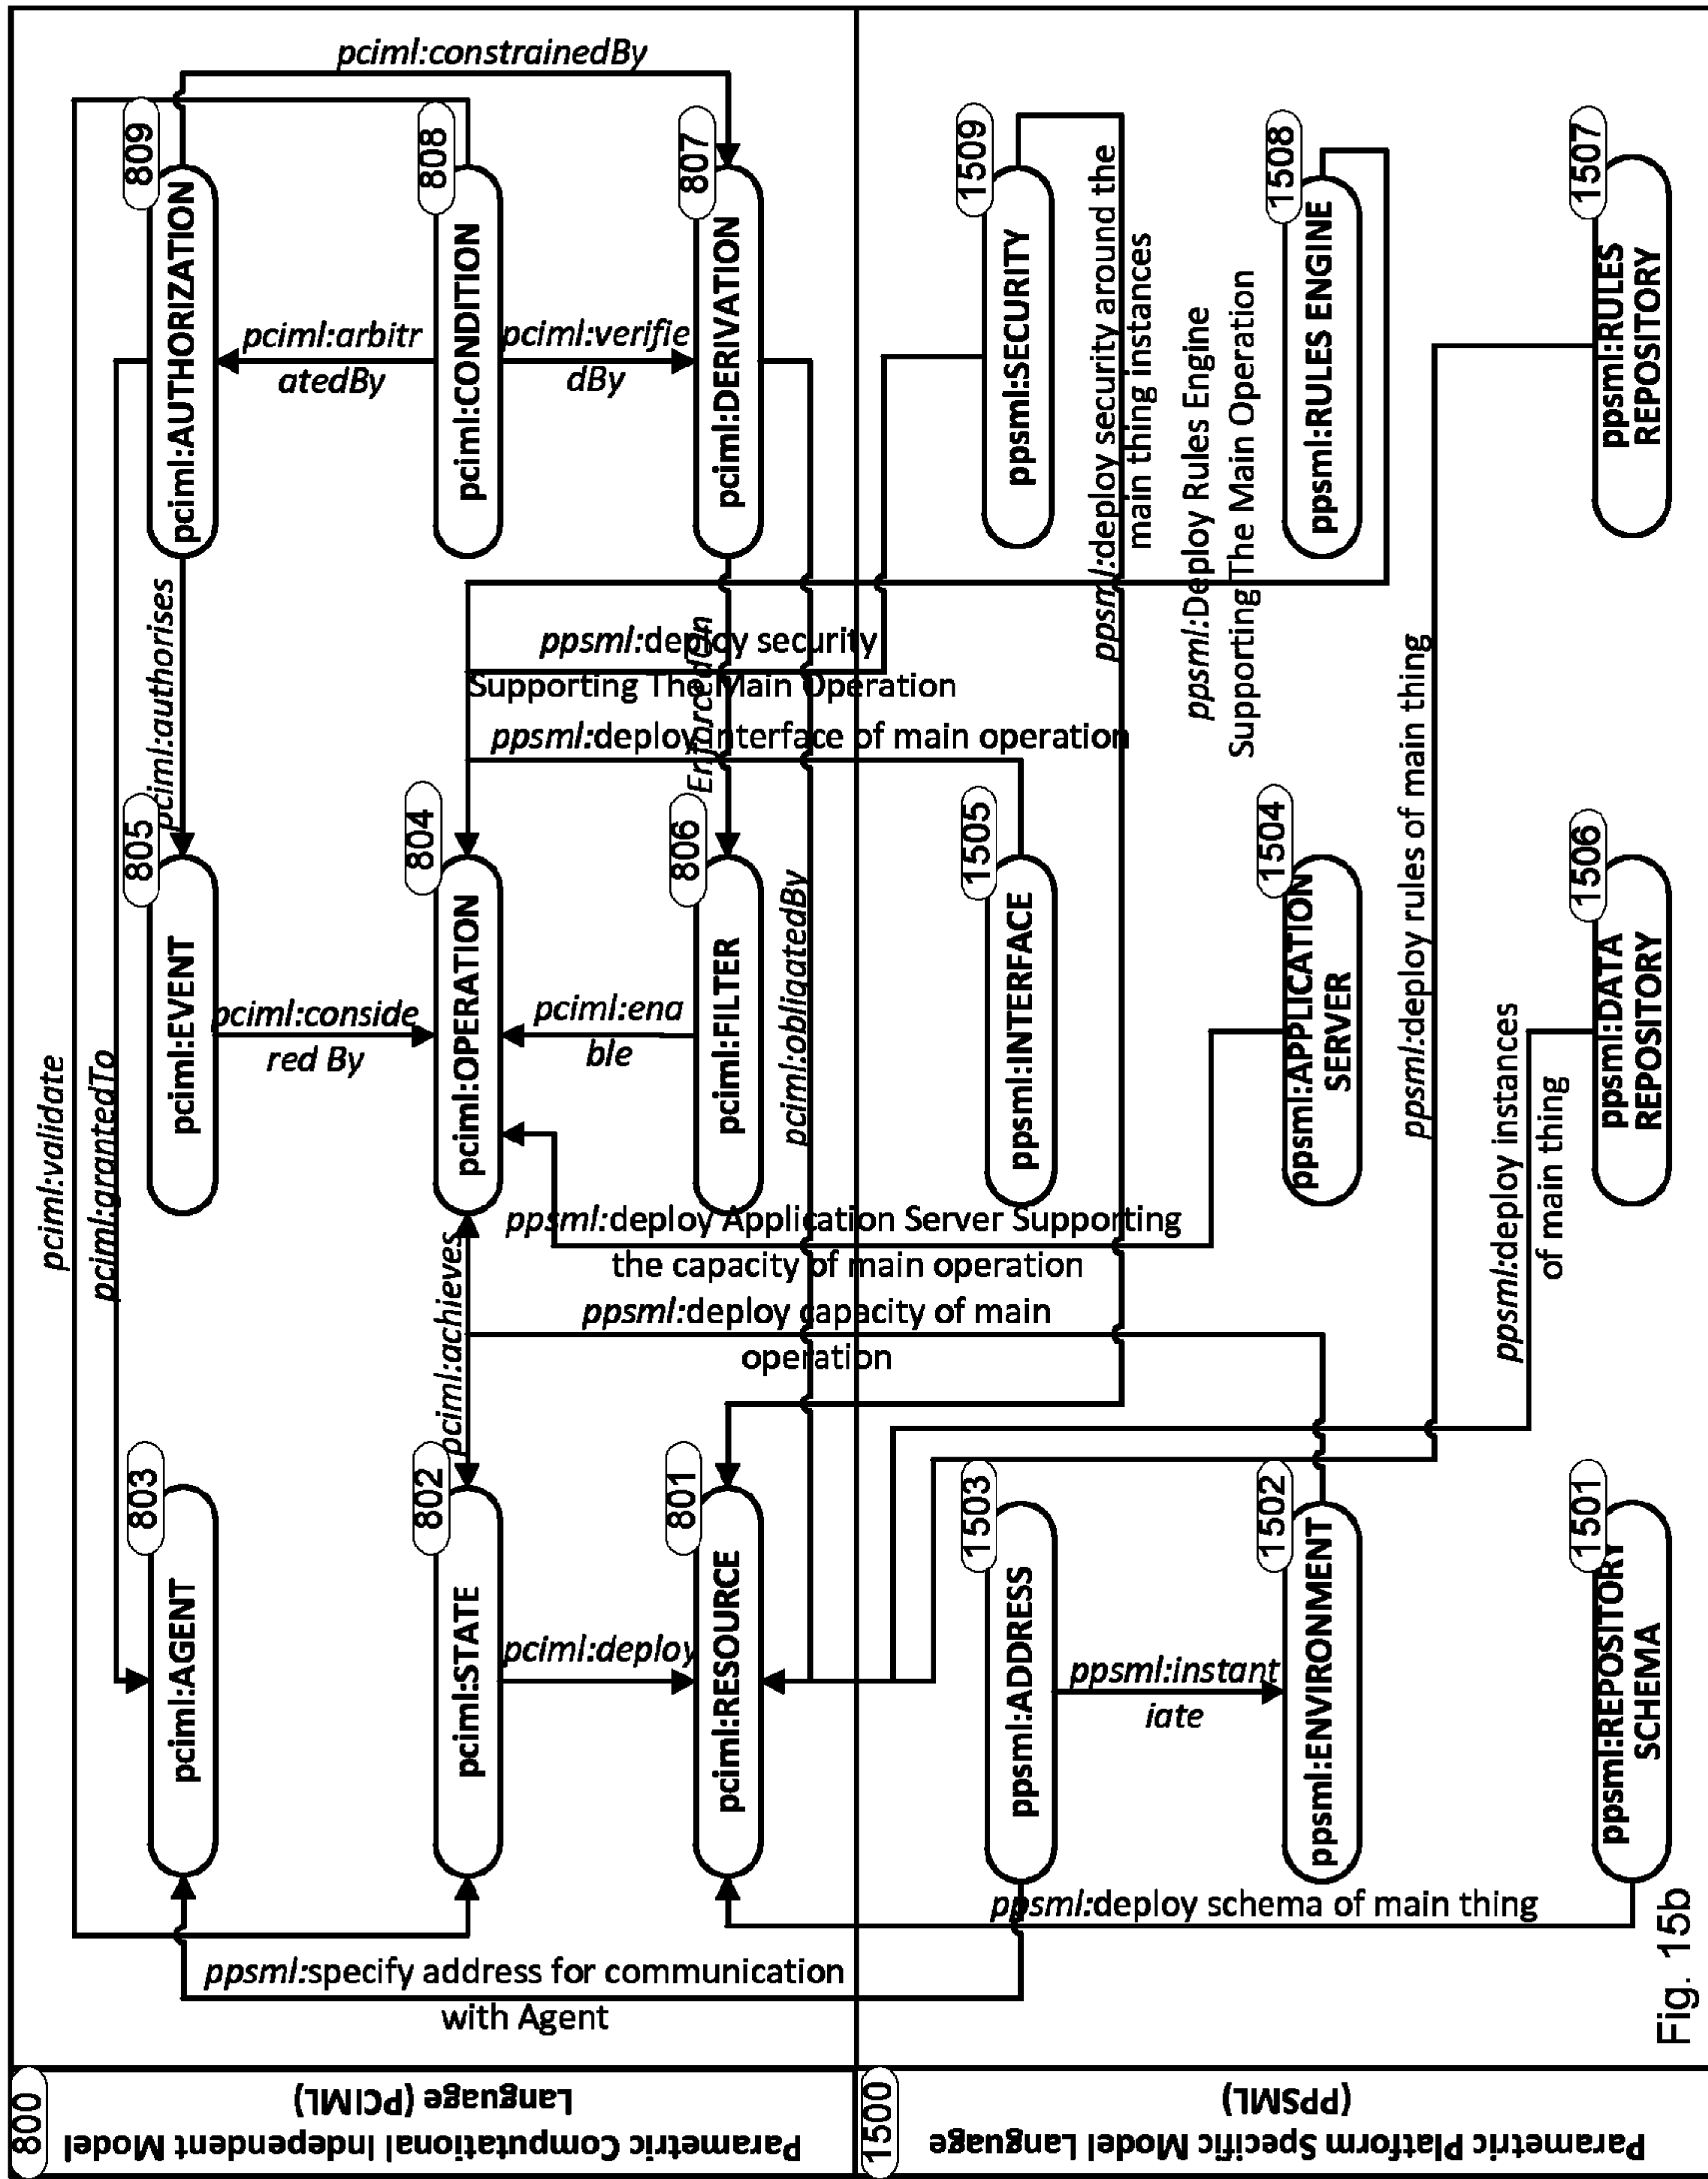 800
Parametric Computational Independent Model
Language (PCIML)
pciml:validate
pciml:grantedTo
803
pciml:AGENT
805
pciml:EVENT
pciml:authorises
809
pciml:AUTHORIZATION
pciml:constrainedBy
pciml:conside
red By
pciml:arbitr
atedBy
802
pciml:STATE
pciml:achieves
804
pciml:OPERATION
808
pciml:CONDITION
pciml:deploy
pciml:ena
ble
pciml:verifie
dBy
801
pciml:RESOURCE
806
pciml:FILTER
EnforcedOn
807
pciml:DERIVATION
pciml:obligatedBy
ppsml:specify address for communication
with Agent
ppsml:deploy capacity of main
operation
ppsml:deploy Application Server Supporting
the capacity of main operation
ppsml:deploy interface of main operation
ppsml:deploy security
Supporting The Main Operation
1500
Parametric Platform Specific Model Language
(PPSML)
1503
ppsml:ADDRESS
1505
ppsml:INTERFACE
1509
ppsml:SECURITY
ppsml:deploy security around the
main thing instances
ppsml:instant
iate
ppsml:Deploy Rules Engine
Supporting The Main Operation
1502
ppsml:ENVIRONMENT
1504
ppsml:APPLICATION
SERVER
1508
ppsml:RULES ENGINE
ppsml:deploy schema of main thing
ppsml:deploy rules of main thing
ppsml:deploy instances
of main thing
1501
ppsml:REPOSITORY
SCHEMA
1506
ppsml:DATA
REPOSITORY
1507
ppsml:RULES
REPOSITORY
Fig. 15b